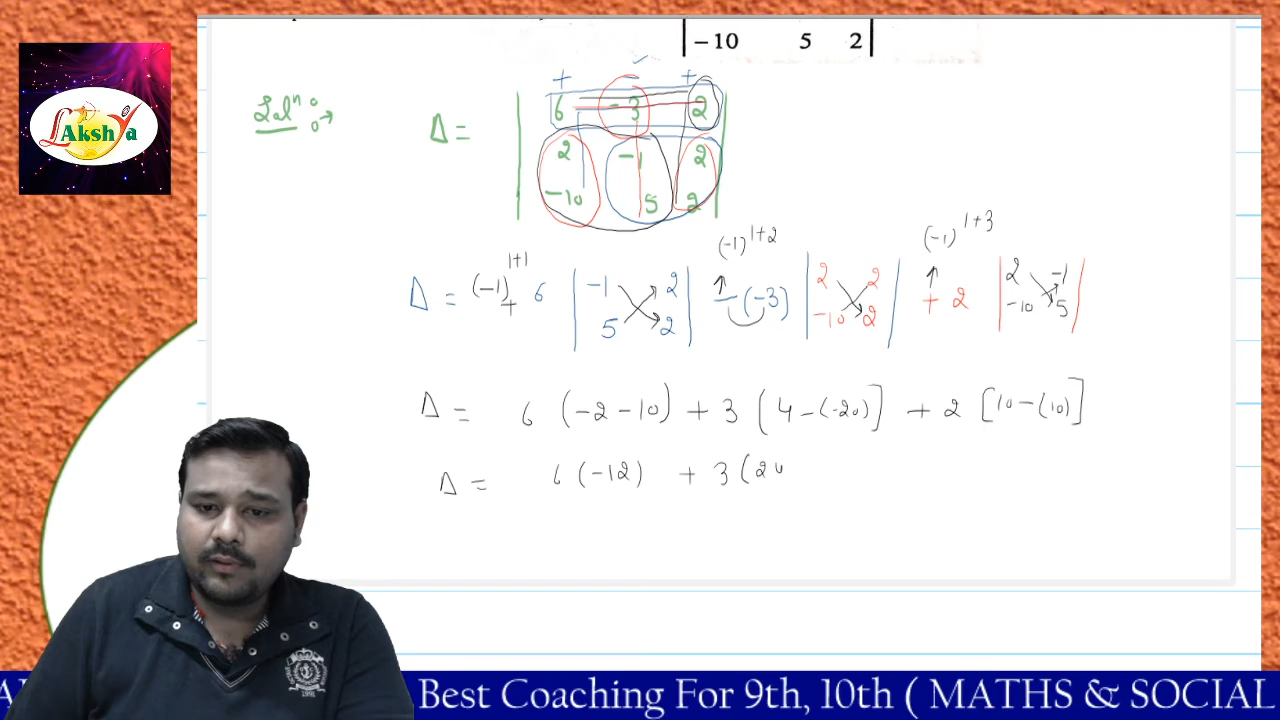 | -10 5 2 |
LAkshya
Solⁿ :→
+ - +
Δ = | 6 -3 2 |
| 2 -1 2 |
| -10 5 2 |
Δ = (-1)^1+1 + 6 | -1 2 | (-1)^1+2 ↑ -(-3) | 2 2 | (-1)^1+3 ↑ + 2 | 2 -1 |
| 5 2 | | -10 2 | | -10 5 |
Δ = 6 (-2-10) + 3 [4-(-20)] + 2 [10-(10)]
Δ = 6 (-12) + 3 (24
1991
Best Coaching For 9th, 10th ( MATHS & SOCIAL